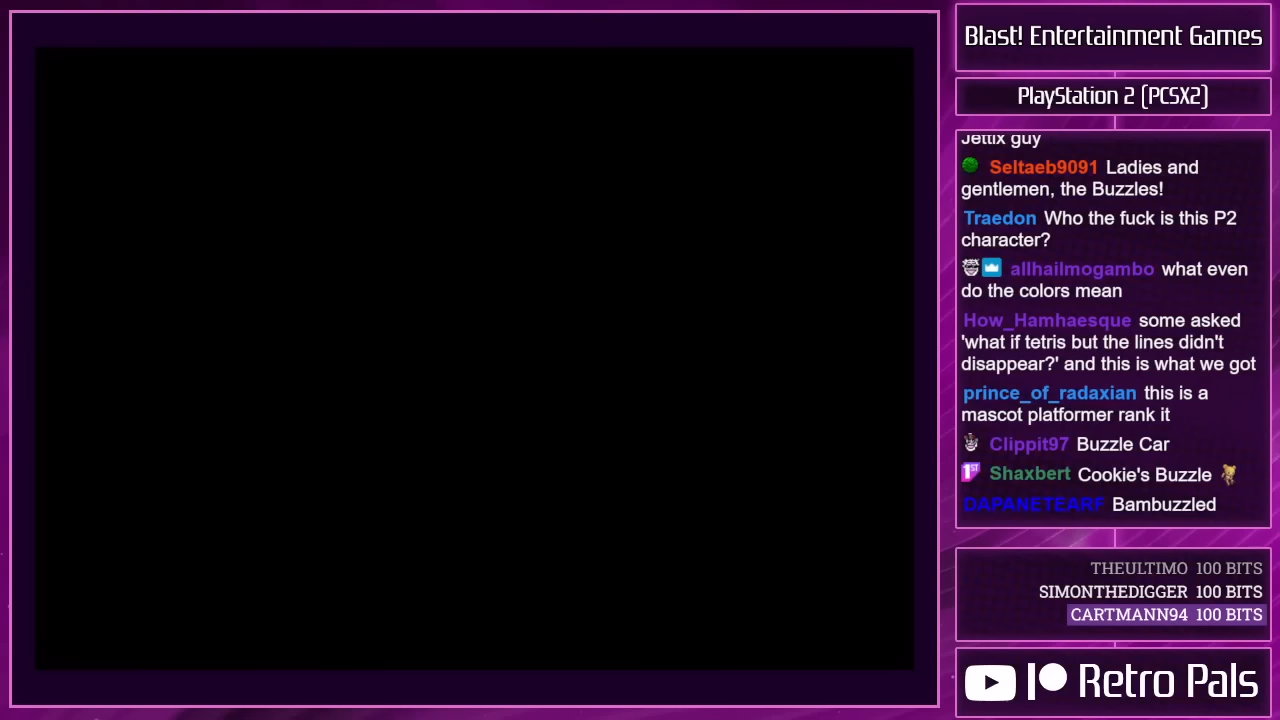 Blast! Entertainment Games
PlayStation 2 (PCSX2)
Jettix guy
Seltaeb9091 Ladies and
gentlemen, the Buzzles!
Traedon Who the fuck is this P2
character?
allhailmogambo what even
do the colors mean
How_Hamhaesque some asked
'what if tetris but the lines didn't
disappear?' and this is what we got
prince_of_radaxian this is a
mascot platformer rank it
Clippit97 Buzzle Car
1ST Shaxbert Cookie's Buzzle
DAPANETEARF Bambuzzled
THEULTIMO 100 BITS
SIMONTHEDIGGER 100 BITS
CARTMANN94 100 BITS
Retro Pals